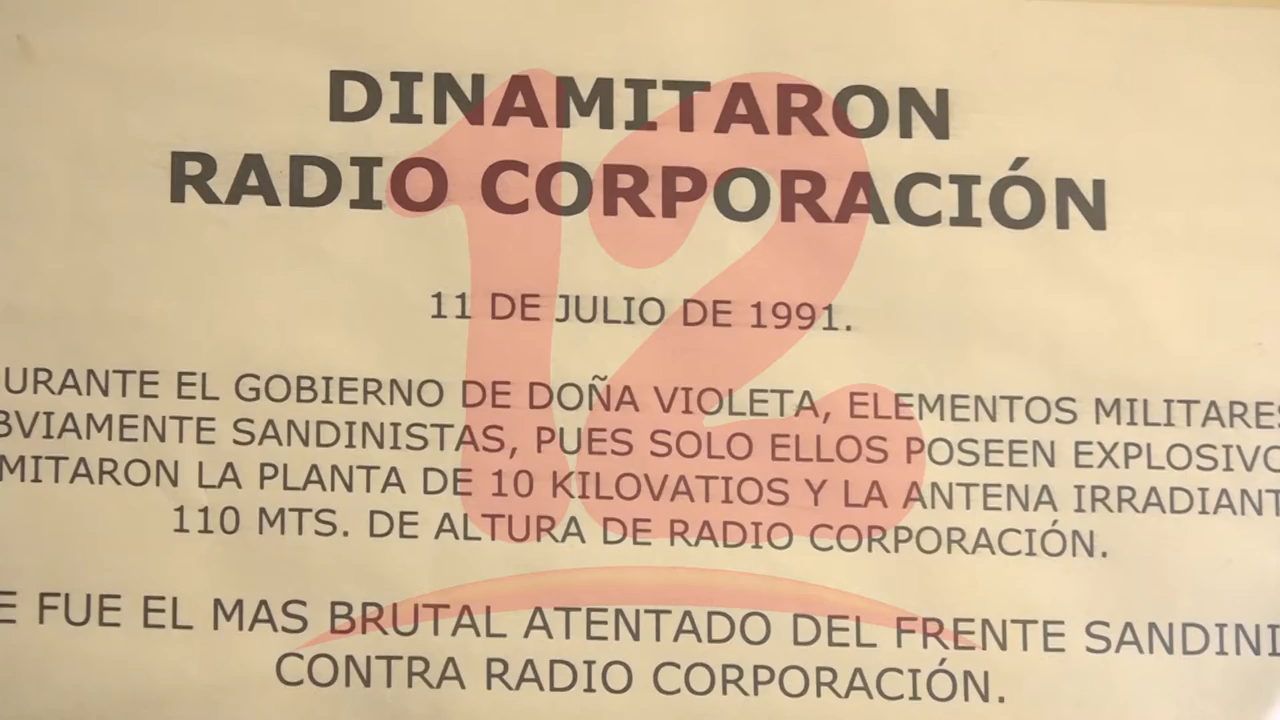 DINAMITARON
RADIO CORPORACIÓN
12
11 DE JULIO DE 1991.
URANTE EL GOBIERNO DE DOÑA VIOLETA, ELEMENTOS MILITARES
BVIAMENTE SANDINISTAS, PUES SOLO ELLOS POSEEN EXPLOSIVO
MITARON LA PLANTA DE 10 KILOVATIOS Y LA ANTENA IRRADIANT
110 MTS. DE ALTURA DE RADIO CORPORACIÓN.
E FUE EL MAS BRUTAL ATENTADO DEL FRENTE SANDINI
CONTRA RADIO CORPORACIÓN.